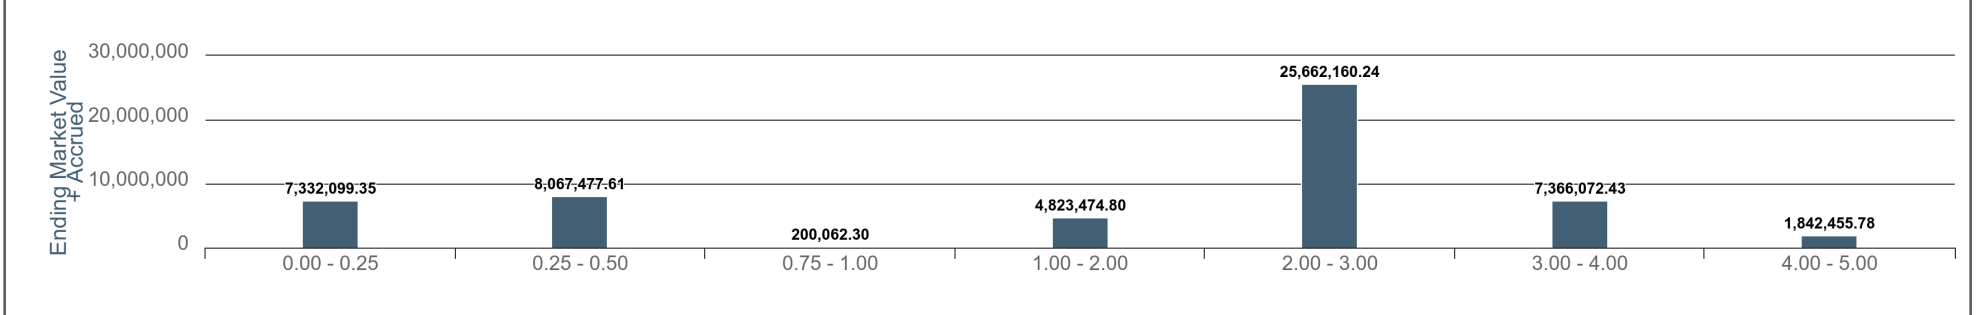 Ending Market Value
+ Accrued
30,000,000
20,000,000
10,000,000
0
7,332,099.35
8,067,477.61
200,062.30
4,823,474.80
25,662,160.24
7,366,072.43
1,842,455.78
0.00 - 0.25
0.25 - 0.50
0.75 - 1.00
1.00 - 2.00
2.00 - 3.00
3.00 - 4.00
4.00 - 5.00